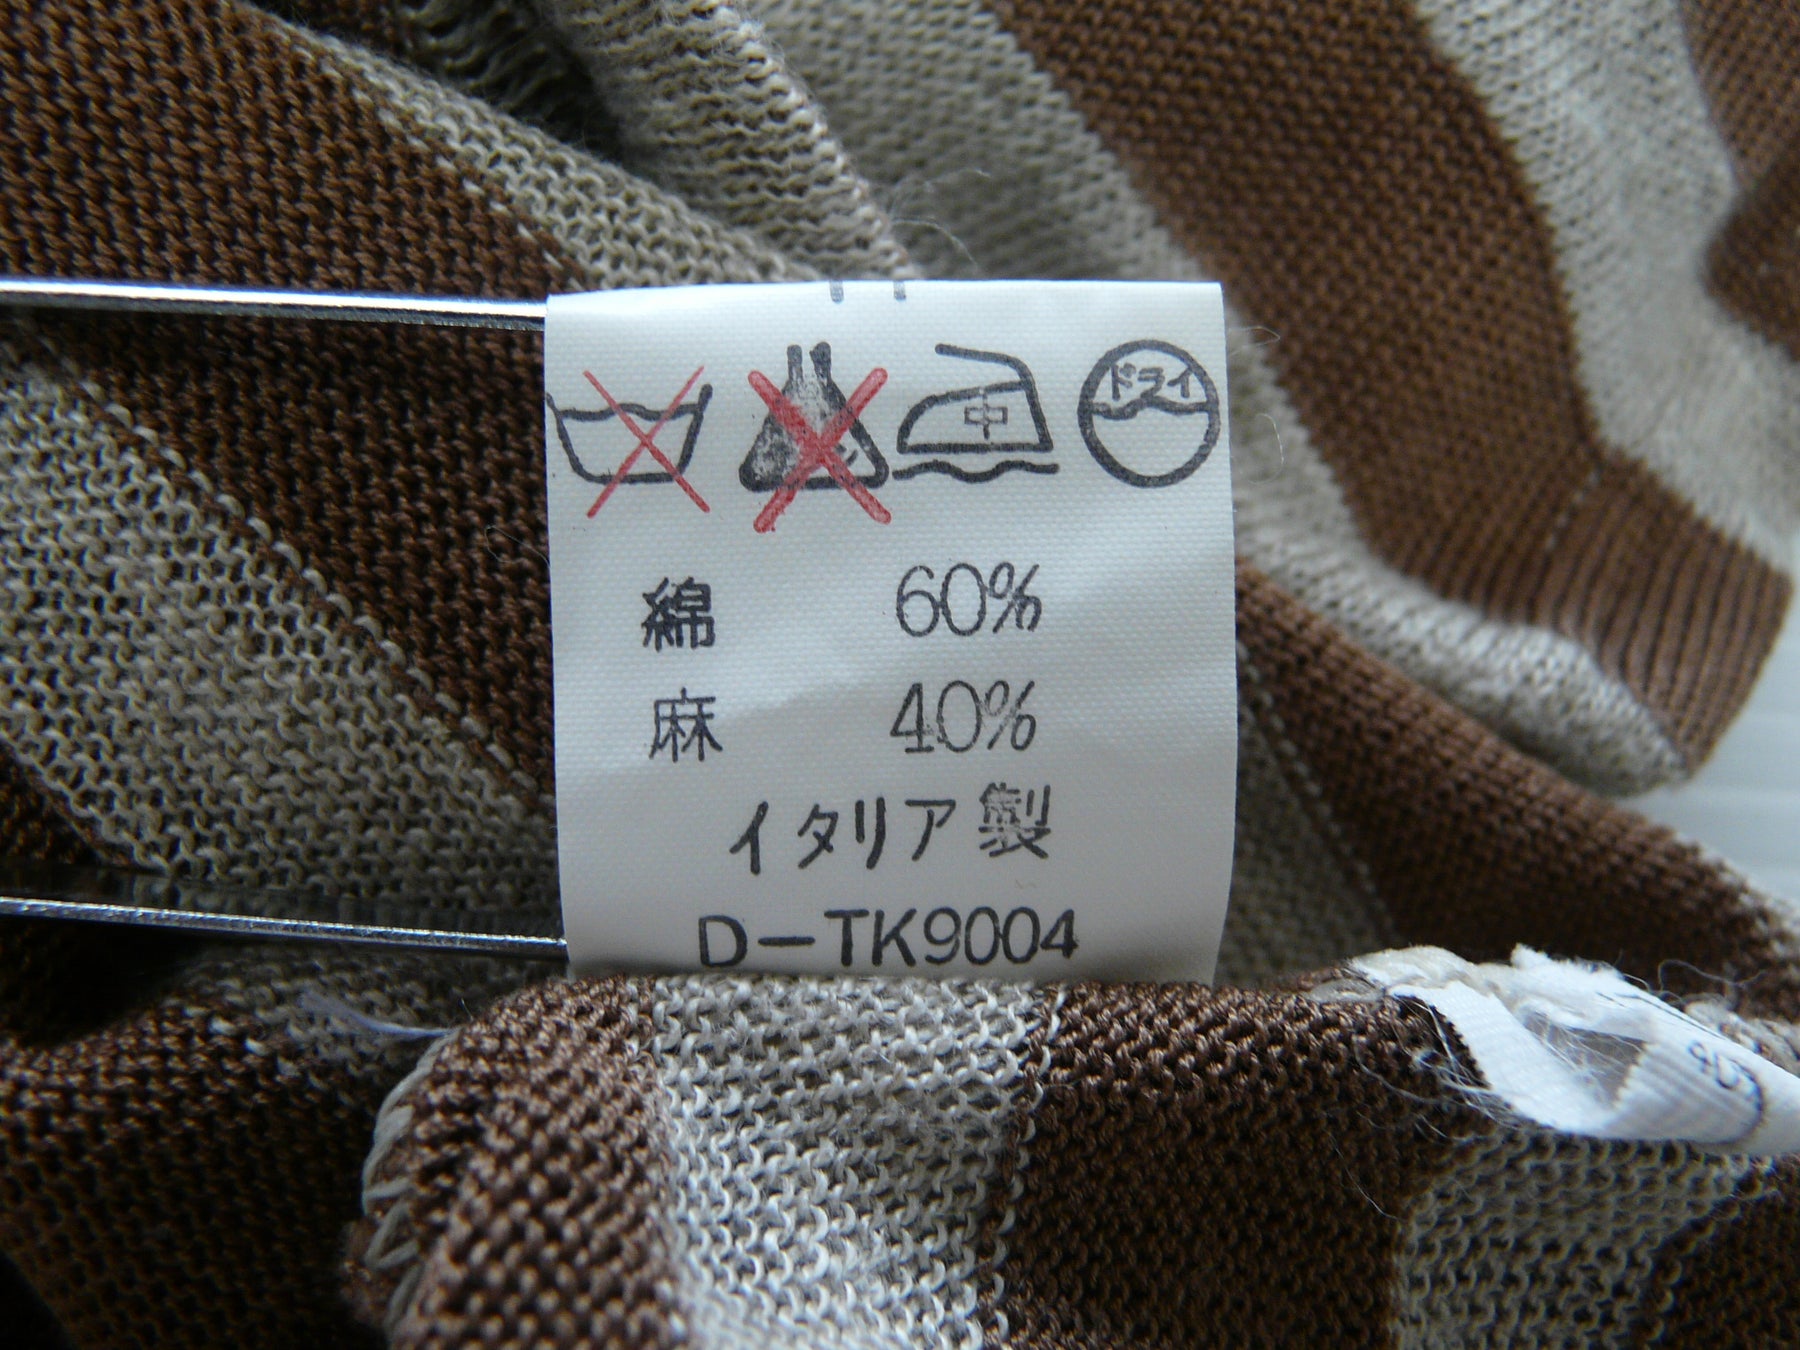 中 ドライ
綿 60%
麻 40%
イタリア製
D-TK9004